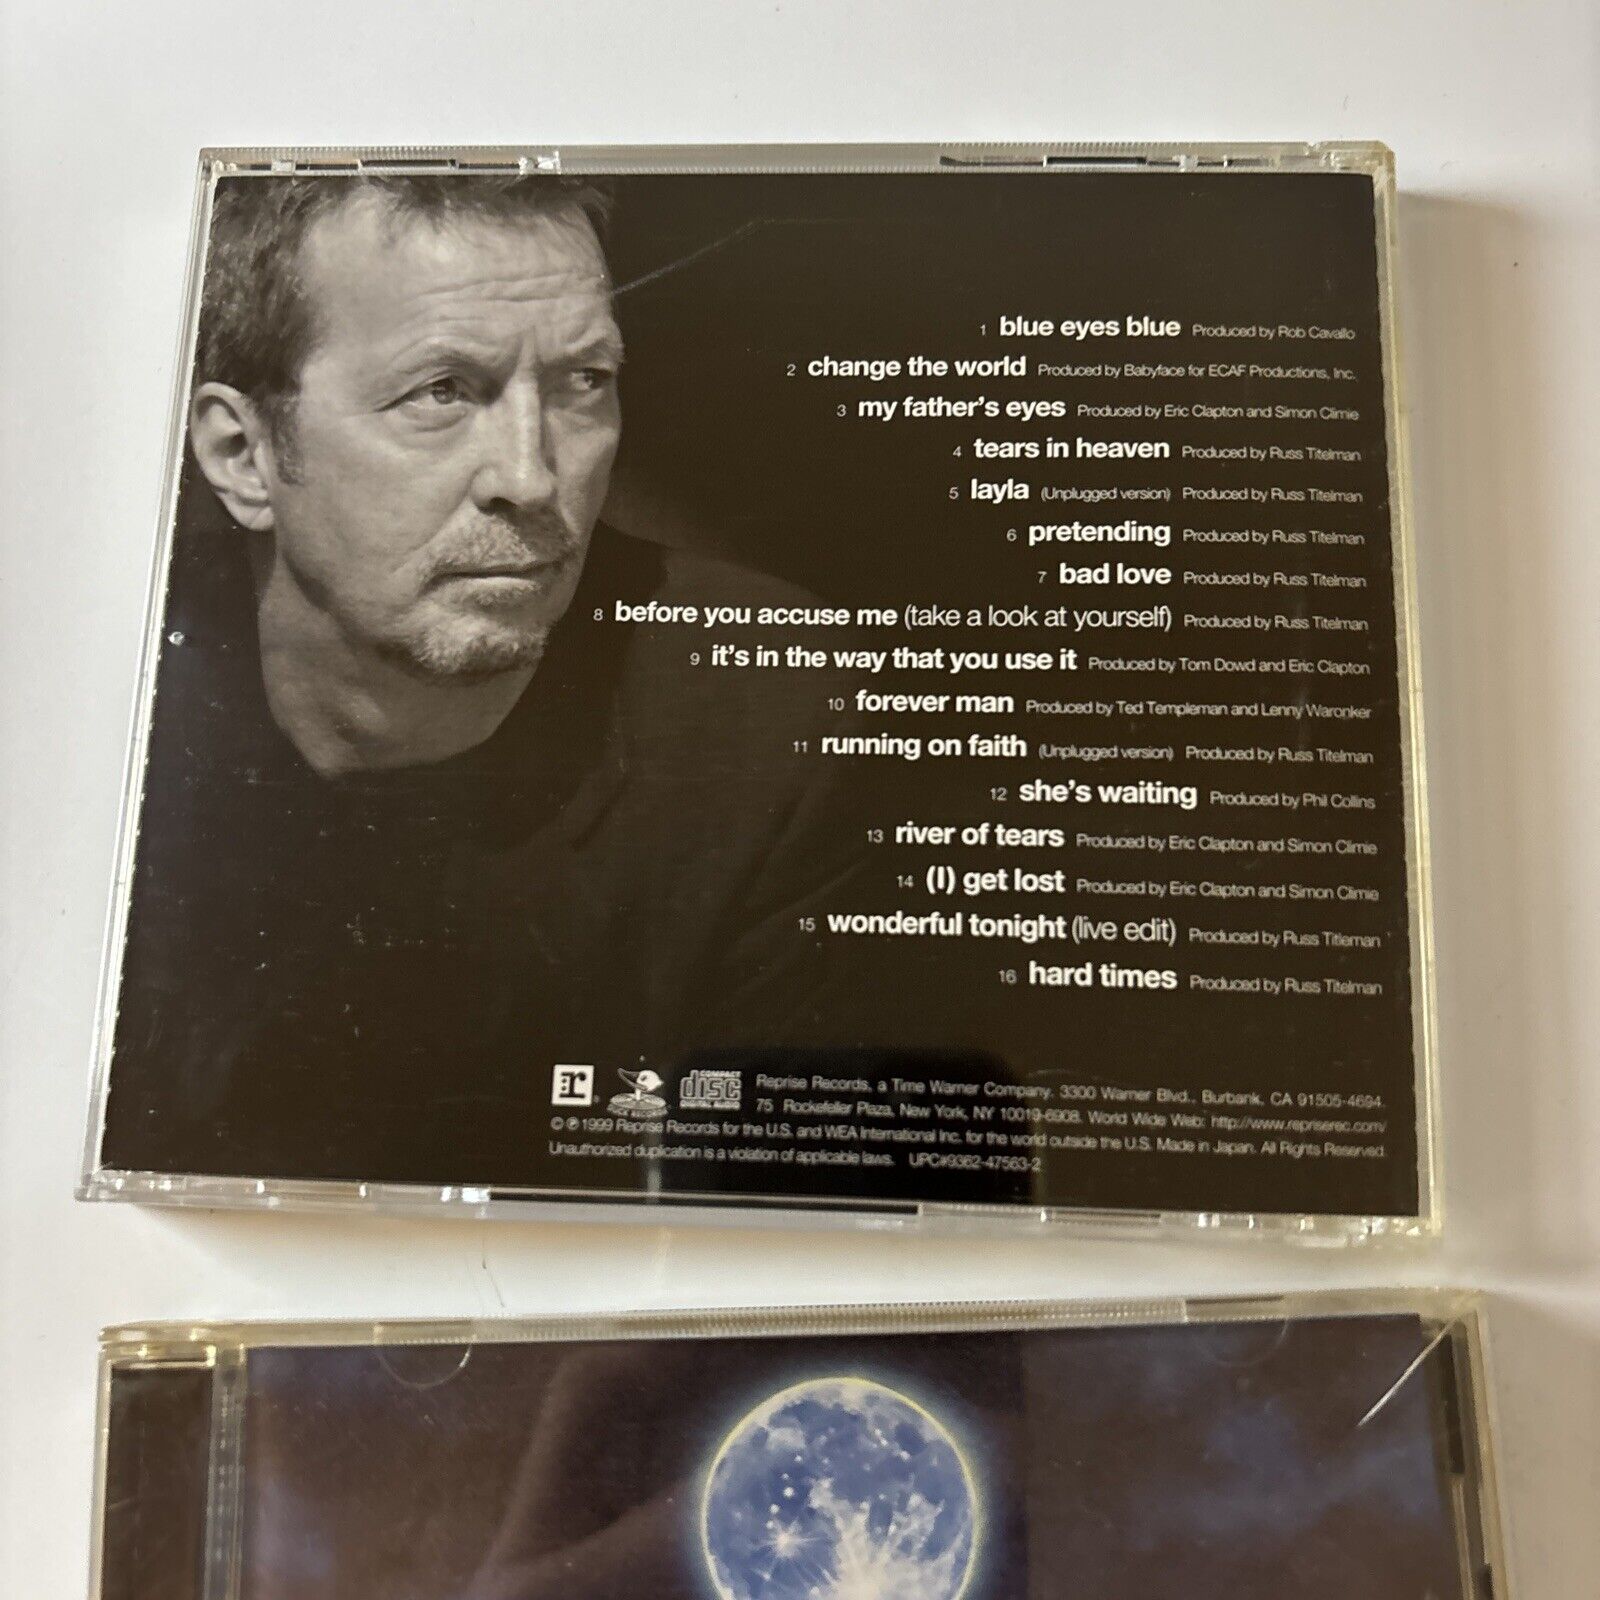 1 blue eyes blue Produced by Rob Cavallo
2 change the world Produced by Babyface for ECAF Productions, Inc.
3 my father's eyes Produced by Eric Clapton and Simon Climie
4 tears in heaven Produced by Russ Titelman
5 layla (Unplugged version) Produced by Russ Titelman
6 pretending Produced by Russ Titelman
7 bad love Produced by Russ Titelman
8 before you accuse me (take a look at yourself) Produced by Russ Titelman
9 it's in the way that you use it Produced by Tom Dowd and Eric Clapton
10 forever man Produced by Ted Templeman and Lenny Waronker
11 running on faith (Unplugged version) Produced by Russ Titelman
12 she's waiting Produced by Phil Collins
13 river of tears Produced by Eric Clapton and Simon Climie
14 (I) get lost Produced by Eric Clapton and Simon Climie
15 wonderful tonight (live edit) Produced by Russ Titleman
16 hard times Produced by Russ Titelman
r COMPACT disc DIGITAL AUDIO Reprise Records, a Time Warner Company. 3300 Warner Blvd., Burbank, CA 91505-4694.
75 Rockefeller Plaza, New York, NY 10019-6908. World Wide Web: http://www.repriserec.com/
© ℗ 1999 Reprise Records for the U.S. and WEA International Inc. for the world outside the U.S. Made in Japan. All Rights Reserved.
Unauthorized duplication is a violation of applicable laws. UPC#9362-47563-2